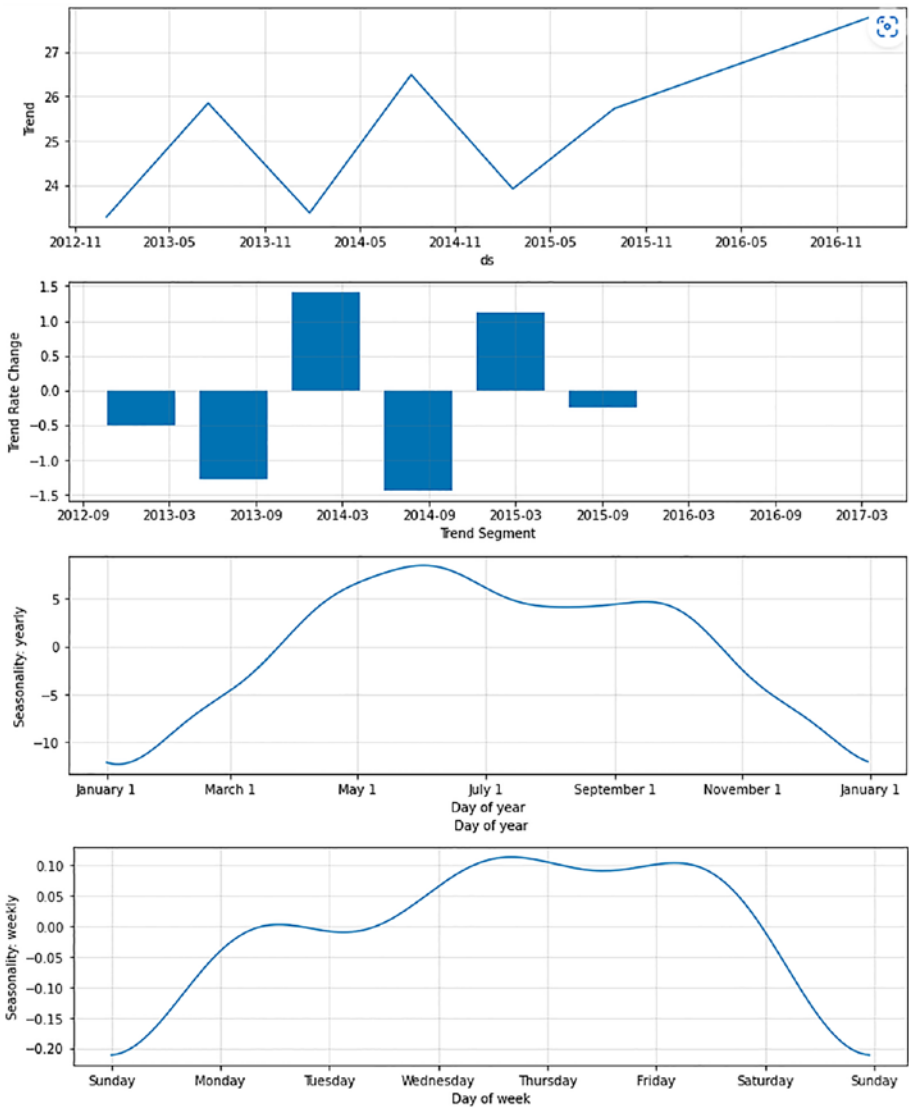 27
26
25
24
Trend
2012-11 2013-05 2013-11 2014-05 2014-11 2015-05 2015-11 2016-05 2016-11
ds
1.5
1.0
0.5
0.0
−0.5
−1.0
−1.5
Trend Rate Change
2012-09 2013-03 2013-09 2014-03 2014-09 2015-03 2015-09 2016-03 2016-09 2017-03
Trend Segment
5
0
−5
−10
Seasonality: yearly
January 1 March 1 May 1 July 1 September 1 November 1 January 1
Day of year
Day of year
0.10
0.05
0.00
−0.05
−0.10
−0.15
−0.20
Seasonality: weekly
Sunday Monday Tuesday Wednesday Thursday Friday Saturday Sunday
Day of week